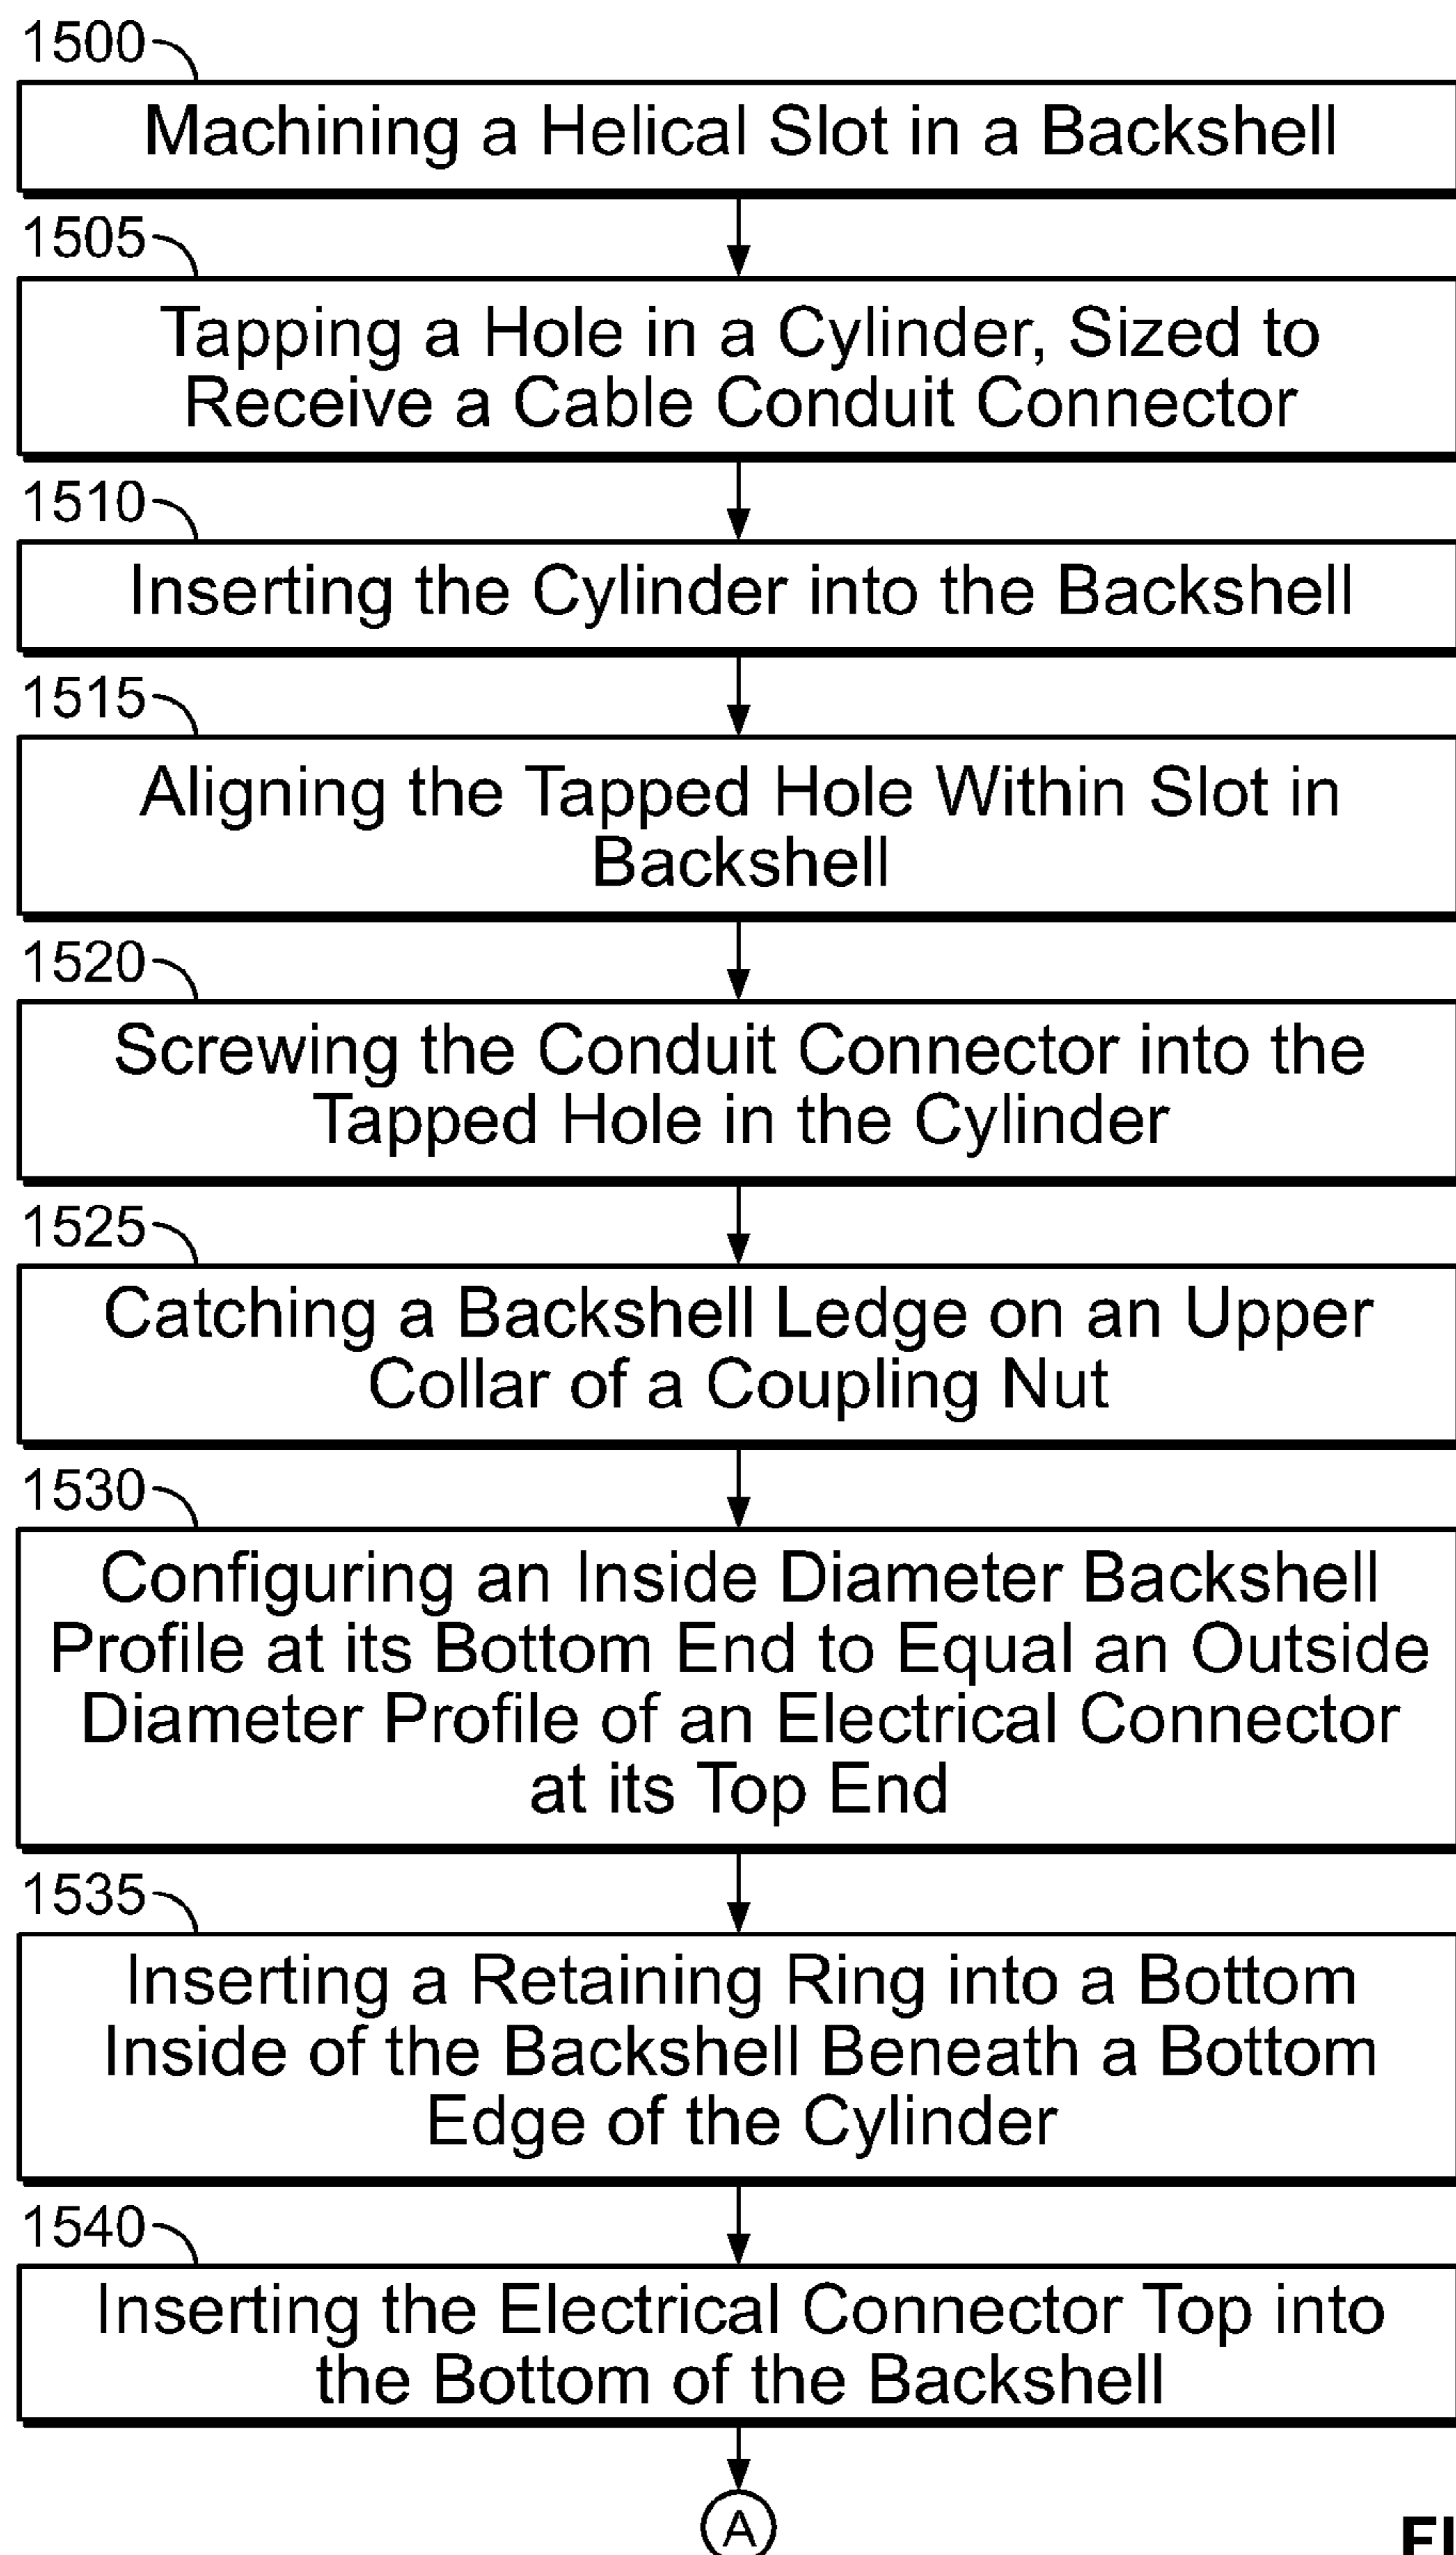 1500
Machining a Helical Slot in a Backshell
1505
Tapping a Hole in a Cylinder, Sized to
Receive a Cable Conduit Connector
1510
Inserting the Cylinder into the Backshell
1515
Aligning the Tapped Hole Within Slot in
Backshell
1520
Screwing the Conduit Connector into the
Tapped Hole in the Cylinder
1525
Catching a Backshell Ledge on an Upper
Collar of a Coupling Nut
1530
Configuring an Inside Diameter Backshell
Profile at its Bottom End to Equal an Outside
Diameter Profile of an Electrical Connector
at its Top End
1535
Inserting a Retaining Ring into a Bottom
Inside of the Backshell Beneath a Bottom
Edge of the Cylinder
1540
Inserting the Electrical Connector Top into
the Bottom of the Backshell
A